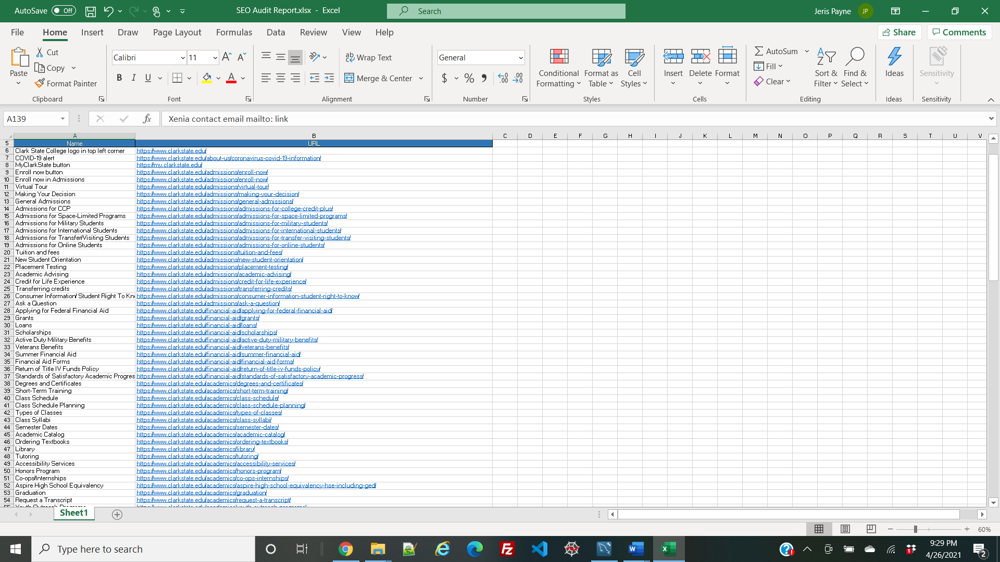 AutoSave Off SEO Audit Report.xlsx - Excel Search Jeris Payne JP
File Home Insert Draw Page Layout Formulas Data Review View Help Share Comments
Paste Cut Copy Format Painter Clipboard
Calibri 11 B I U A Font
Wrap Text Merge & Center Alignment
General $ % Number
Conditional Formatting Format as Table Cell Styles Styles
Insert Delete Format Cells
AutoSum Fill Clear Sort & Filter Find & Select Editing
Ideas Ideas
Sensitivity Sensitivity
A139 fx Xenia contact email mailto: link
A B C D E F G H I J K L M N O P Q R S T U V
5 Name URL
6 Clark State College logo in top left corner https://www.clarkstate.edu/
7 COVID-19 alert https://www.clarkstate.edu/about-us/coronavirus-covid-19-information/
8 MyClarkState button https://my.clarkstate.edu/
9 Enroll now button https://www.clarkstate.edu/admissions/enroll-now/
10 Enroll now in Admissions https://www.clarkstate.edu/admissions/enroll-now/
11 Virtual Tour https://www.clarkstate.edu/admissions/virtual-tour/
12 Making Your Decision https://www.clarkstate.edu/admissions/making-your-decision/
13 General Admissions https://www.clarkstate.edu/admissions/general-admissions/
14 Admissions for CCP https://www.clarkstate.edu/admissions/admissions-for-college-credit-plus/
15 Admissions for Space-Limited Programs https://www.clarkstate.edu/admissions/admissions-for-space-limited-programs/
16 Admissions for Military Students https://www.clarkstate.edu/admissions/admissions-for-military-students/
17 Admissions for International Students https://www.clarkstate.edu/admissions/admissions-for-international-students/
18 Admissions for Transfer/Visiting Students https://www.clarkstate.edu/admissions/admissions-for-transfer-visiting-students/
19 Admissions for Online Students https://www.clarkstate.edu/admissions/admissions-for-online-students/
20 Tuition and fees https://www.clarkstate.edu/admissions/tuition-and-fees/
21 New Student Orientation https://www.clarkstate.edu/admissions/new-student-orientation/
22 Placement Testing https://www.clarkstate.edu/admissions/placement-testing/
23 Academic Advising https://www.clarkstate.edu/admissions/academic-advising/
24 Credit for Life Experience https://www.clarkstate.edu/admissions/credit-for-life-experience/
25 Transferring credits https://www.clarkstate.edu/admissions/transferring-credits/
26 Consumer Information/ Student Right To Kno https://www.clarkstate.edu/admissions/consumer-information-student-right-to-know/
27 Ask a Question https://www.clarkstate.edu/admissions/ask-a-question/
28 Applying for Federal Financial Aid https://www.clarkstate.edu/financial-aid/applying-for-federal-financial-aid/
29 Grants https://www.clarkstate.edu/financial-aid/grants/
30 Loans https://www.clarkstate.edu/financial-aid/loans/
31 Scholarships https://www.clarkstate.edu/financial-aid/scholarships/
32 Active Duty Military Benefits https://www.clarkstate.edu/financial-aid/active-duty-military-benefits/
33 Veterans Benefits https://www.clarkstate.edu/financial-aid/veterans-benefits/
34 Summer Financial Aid https://www.clarkstate.edu/financial-aid/summer-financial-aid/
35 Financial Aid Forms https://www.clarkstate.edu/financial-aid/financial-aid-forms/
36 Return of Title IV Funds Policy https://www.clarkstate.edu/financial-aid/return-of-title-iv-funds-policy/
37 Standards of Satisfactory Academic Progres https://www.clarkstate.edu/financial-aid/standards-of-satisfactory-academic-progress/
38 Degrees and Certificates https://www.clarkstate.edu/academics/degrees-and-certificates/
39 Short-Term Training https://www.clarkstate.edu/academics/short-term-training/
40 Class Schedule https://www.clarkstate.edu/academics/class-schedule/
41 Class Schedule Planning https://www.clarkstate.edu/academics/class-schedule-planning/
42 Types of Classes https://www.clarkstate.edu/academics/types-of-classes/
43 Class Syllabi https://www.clarkstate.edu/academics/class-syllabi/
44 Semester Dates https://www.clarkstate.edu/academics/semester-dates/
45 Academic Catalog https://www.clarkstate.edu/academics/academic-catalog/
46 Ordering Textbooks https://www.clarkstate.edu/academics/ordering-textbooks/
47 Library https://www.clarkstate.edu/academics/library/
48 Tutoring https://www.clarkstate.edu/academics/tutoring/
49 Accessibility Services https://www.clarkstate.edu/academics/accessibility-services/
50 Honors Program https://www.clarkstate.edu/academics/honors-program/
51 Co-ops/Internships https://www.clarkstate.edu/academics/co-ops-internships/
52 Aspire High School Equivalency https://www.clarkstate.edu/academics/aspire-high-school-equivalency-hse-including-ged/
53 Graduation https://www.clarkstate.edu/academics/graduation/
54 Request a Transcript https://www.clarkstate.edu/academics/request-a-transcript/
Sheet1
60%
Type here to search 9:29 PM
4/26/2021 2